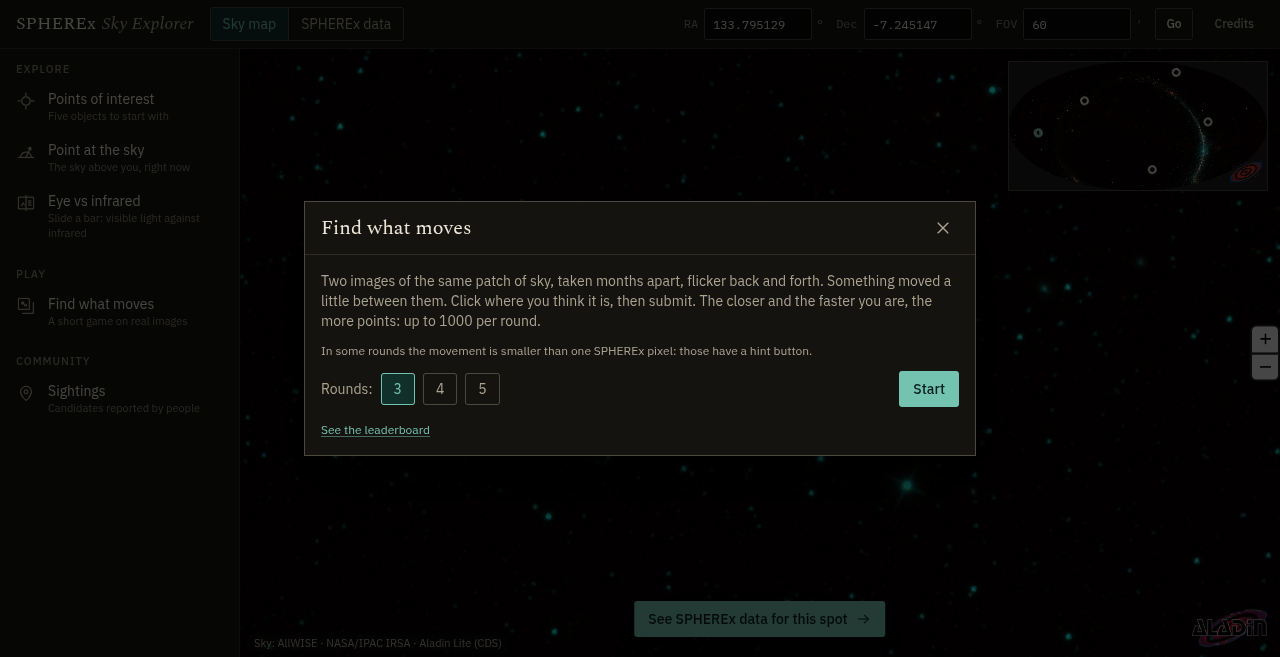 SPHEREx Sky Explorer
Sky map
SPHEREx data
RA 133.795129 °
Dec -7.245147 °
FOV 60 ′
Go
Credits
EXPLORE
Points of interest
Five objects to start with
Point at the sky
The sky above you, right now
Eye vs infrared
Slide a bar: visible light against
infrared
PLAY
Find what moves
A short game on real images
COMMUNITY
Sightings
Candidates reported by people
Find what moves
Two images of the same patch of sky, taken months apart, flicker back and forth. Something moved a
little between them. Click where you think it is, then submit. The closer and the faster you are, the
more points: up to 1000 per round.
In some rounds the movement is smaller than one SPHEREx pixel: those have a hint button.
Rounds: 3 4 5
Start
See the leaderboard
+
−
See SPHEREx data for this spot →
Sky: AllWISE · NASA/IPAC IRSA · Aladin Lite (CDS)
ALADIN